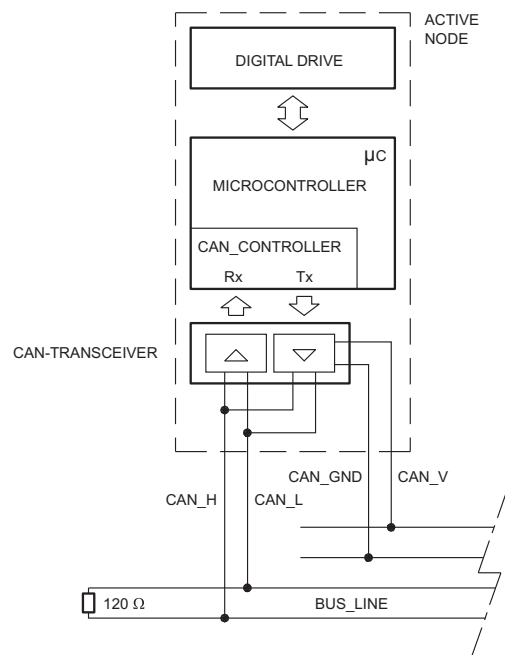 ACTIVE
NODE
DIGITAL DRIVE
μC
MICROCONTROLLER
CAN_CONTROLLER
Rx Tx
CAN-TRANSCEIVER
CAN_GND CAN_V
CAN_H CAN_L
120 Ω BUS_LINE